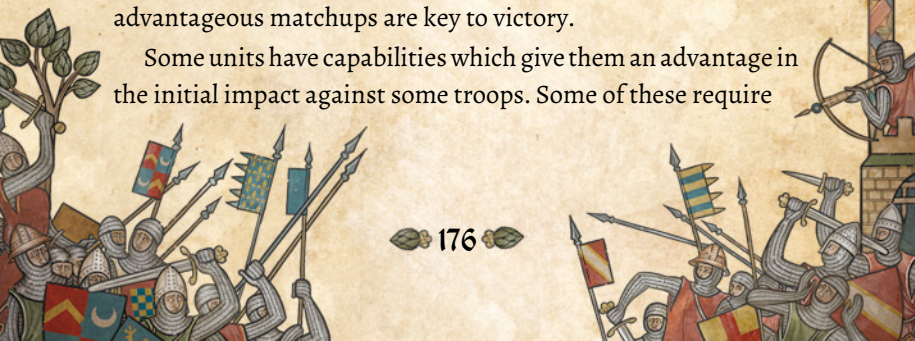 advantageous matchups are key to victory.
Some units have capabilities which give them an advantage in
the initial impact against some troops. Some of these require
176